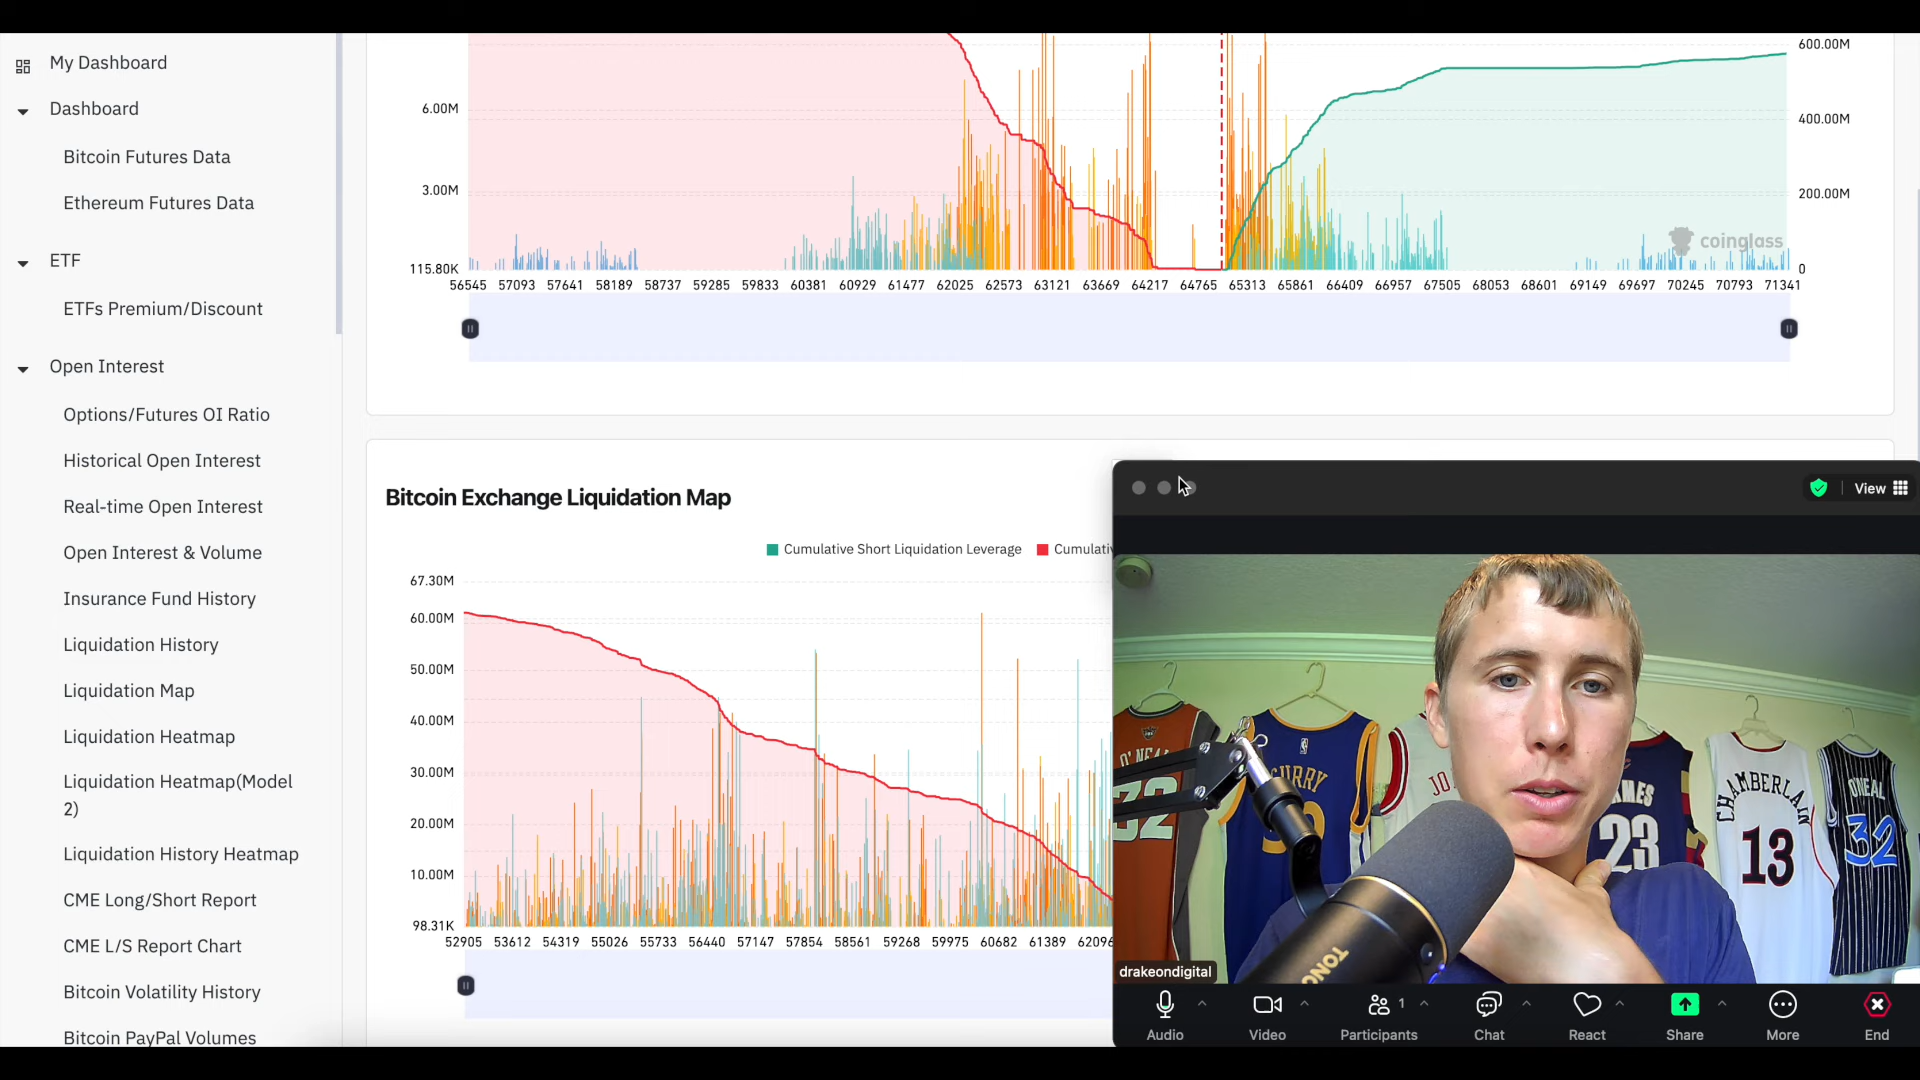 My Dashboard
Dashboard
Bitcoin Futures Data
Ethereum Futures Data
ETF
ETFs Premium/Discount
Open Interest
Options/Futures OI Ratio
Historical Open Interest
Real-time Open Interest
Open Interest & Volume
Insurance Fund History
Liquidation History
Liquidation Map
Liquidation Heatmap
Liquidation Heatmap(Model
2)
Liquidation History Heatmap
CME Long/Short Report
CME L/S Report Chart
Bitcoin Volatility History
Bitcoin PayPal Volumes
600.00M
6.00M
400.00M
3.00M
200.00M
coinglass
115.80K
0
56545 57093 57641 58189 58737 59285 59833 60381 60929 61477 62025 62573 63121 63669 64217 64765 65313 65861 66409 66957 67505 68053 68601 69149 69697 70245 70793 71341
Bitcoin Exchange Liquidation Map
Cumulative Short Liquidation Leverage Cumulativ
67.30M
60.00M
50.00M
40.00M
30.00M
20.00M
10.00M
98.31K
52905 53612 54319 55026 55733 56440 57147 57854 58561 59268 59975 60682 61389 62096
View
O'NEAL
32
CURRY
30
JO
23
CHAMBERLAIN
13
O'NEAL
32
drakeondigital
Audio Video Participants 1 Chat React Share More End